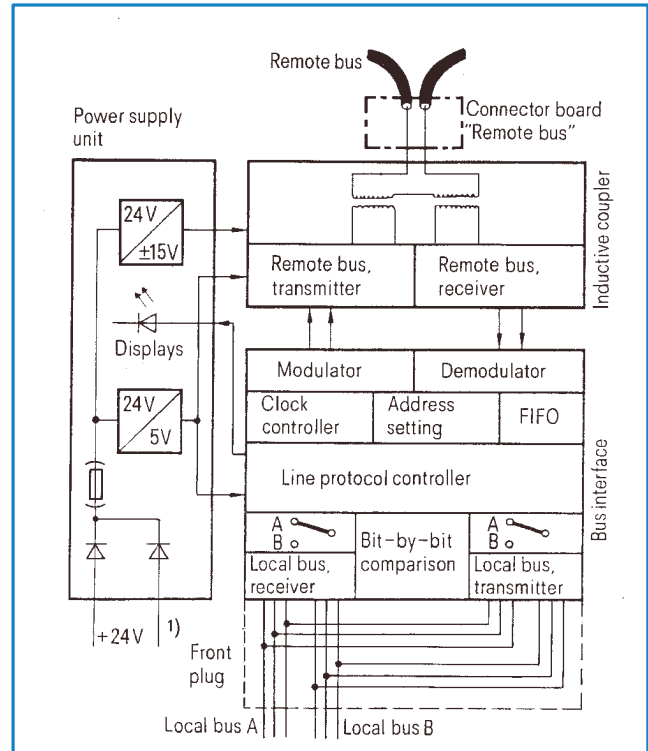 Remote bus
Connector board
"Remote bus"
Power supply
unit
24V
±15V
Displays
24V
5V
+24V
1)
Remote bus,
transmitter
Remote bus,
receiver
Inductive coupler
Modulator
Demodulator
Clock
controller
Address
setting
FIFO
Line protocol controller
A
B
Bit-by-bit
comparison
A
B
Local bus,
receiver
Local bus,
transmitter
Bus interface
Front
plug
Local bus A
Local bus B